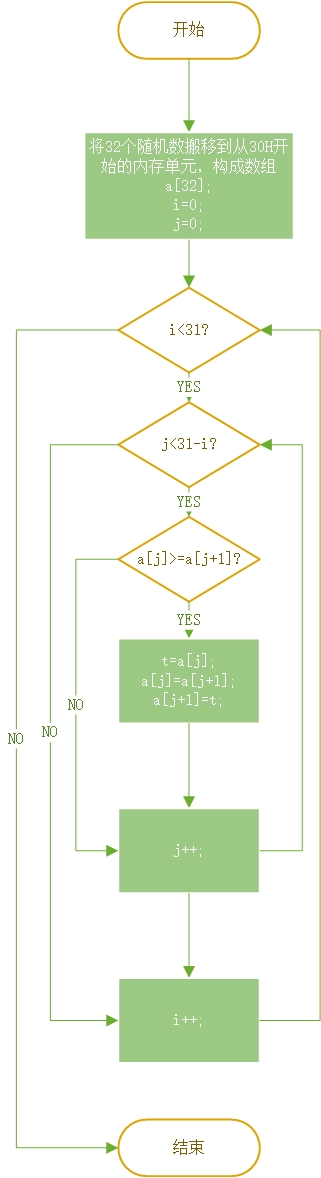 开始
将32个随机数搬移到从30H开
始的内存单元，构成数组
a[32];
i=0;
j=0;
i<31?
YES
j<31-i?
YES
a[j]>=a[j+1]?
YES
t=a[j];
a[j]=a[j+1];
a[j+1]=t;
NO
NO
NO
j++;
i++;
结束